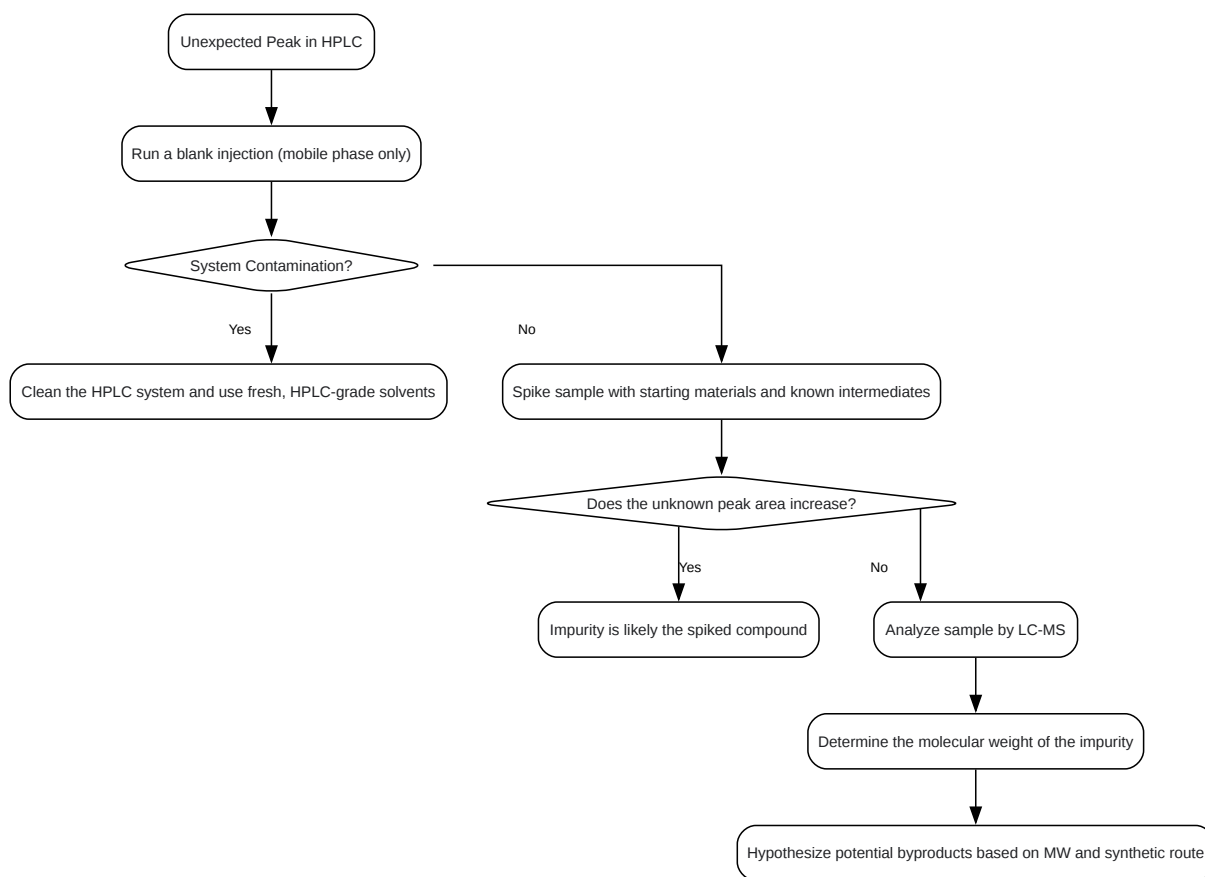 Unexpected Peak in HPLC
Run a blank injection (mobile phase only)
System Contamination?
Yes
No
Clean the HPLC system and use fresh, HPLC-grade solvents
Spike sample with starting materials and known intermediates
Does the unknown peak area increase?
Yes
No
Impurity is likely the spiked compound
Analyze sample by LC-MS
Determine the molecular weight of the impurity
Hypothesize potential byproducts based on MW and synthetic route